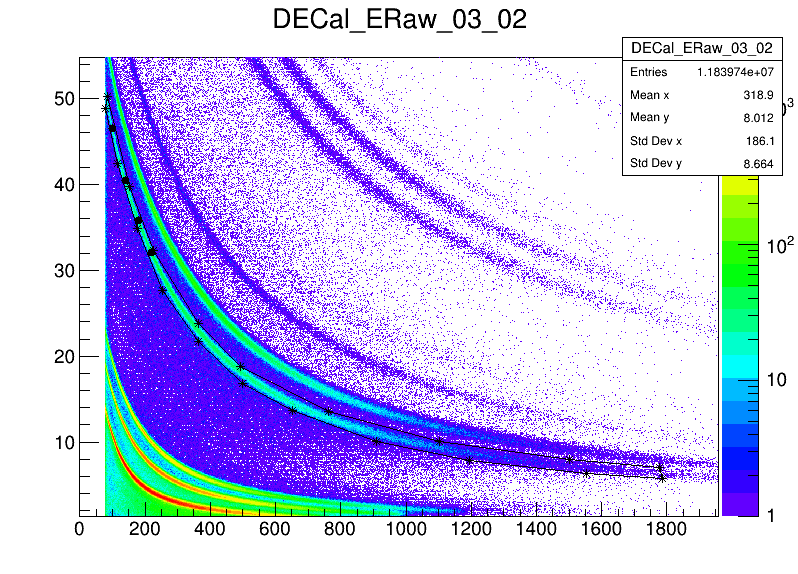 DECal_ERaw_03_02
DECal_ERaw_03_02
Entries 1.183974e+07
Mean x 318.9
Mean y 8.012
Std Dev x 186.1
Std Dev y 8.664
50
40
30
20
10
0 200 400 600 800 1000 1200 1400 1600 1800
10²
10
1